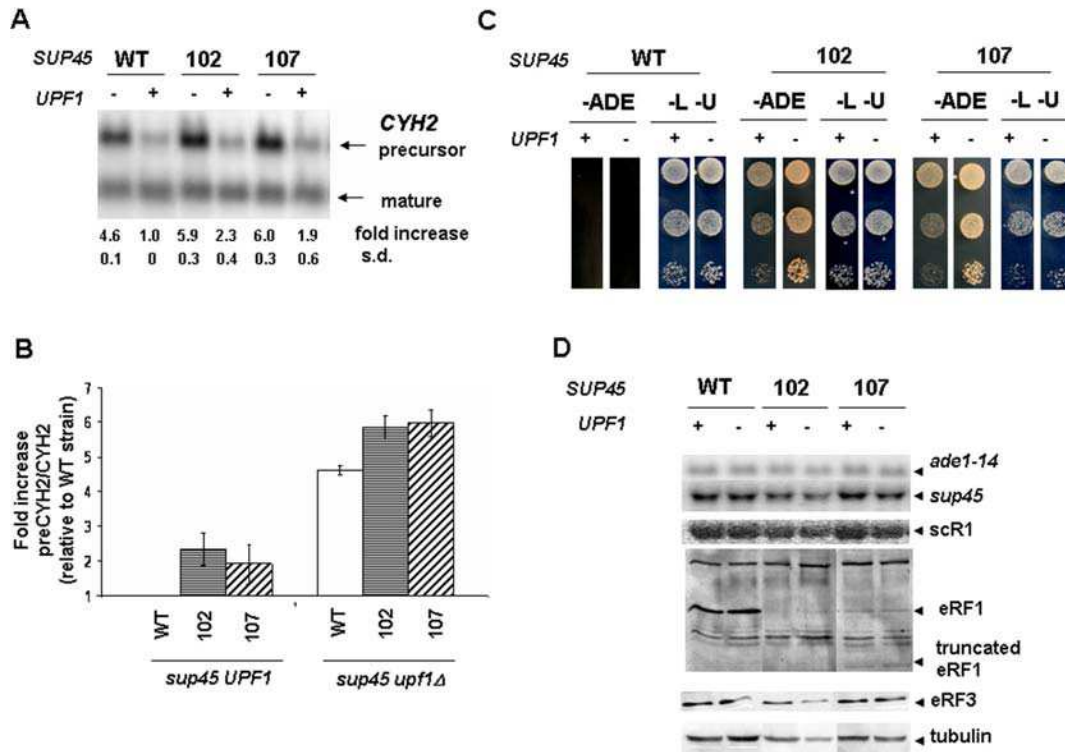 A
SUP45 WT 102 107
UPF1 - + - + - +
CYH2
precursor
mature
4.6 1.0 5.9 2.3 6.0 1.9 fold increase
0.1 0 0.3 0.4 0.3 0.6 s.d.
B
Fold increase
preCYH2/CYH2
(relative to WT strain)
7
6
5
4
3
2
1
WT 102 107 WT 102 107
sup45 UPF1 sup45 upf1Δ
C
SUP45 WT 102 107
-ADE -L -U -ADE -L -U -ADE -L -U
UPF1 + - + - + - + - + - + -
D
SUP45 WT 102 107
UPF1 + - + - + -
ade1-14
sup45
scR1
eRF1
truncated
eRF1
eRF3
tubulin